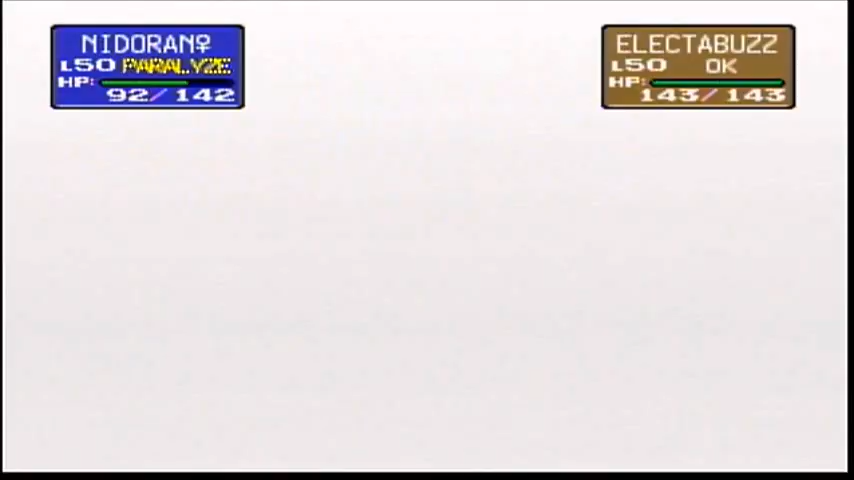 NIDORAN♀
L50 PARALYZE
HP:
92/142
ELECTABUZZ
L50 OK
HP:
143/143